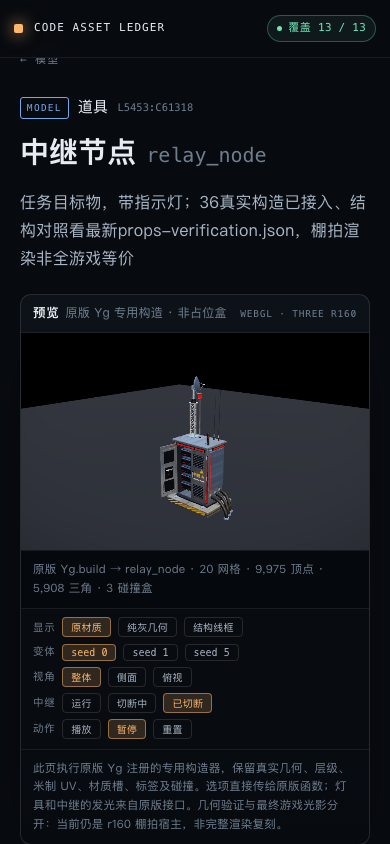 CODE ASSET LEDGER
覆盖 13 / 13
← 模型
MODEL 道具 L5453:C61318
中继节点 relay_node
任务目标物，带指示灯；36真实构造已接入、结
构对照看最新props-verification.json，棚拍渲
染非全游戏等价
预览 原版 Yg 专用构造 · 非占位盒 WEBGL · THREE R160
原版 Yg.build → relay_node · 20 网格 · 9,975 顶点 ·
5,908 三角 · 3 碰撞盒
显示 原材质 纯灰几何 结构线框
变体 seed 0 seed 1 seed 5
视角 整体 侧面 俯视
中继 运行 切断中 已切断
动作 播放 暂停 重置
此页执行原版 Yg 注册的专用构造器，保留真实几何、层级、
米制 UV、材质槽、标签及碰撞。选项直接传给原版函数；灯
具和中继的发光来自原版接口。几何验证与最终游戏光影分
开：当前仍是 r160 棚拍宿主，非完整渲染复刻。